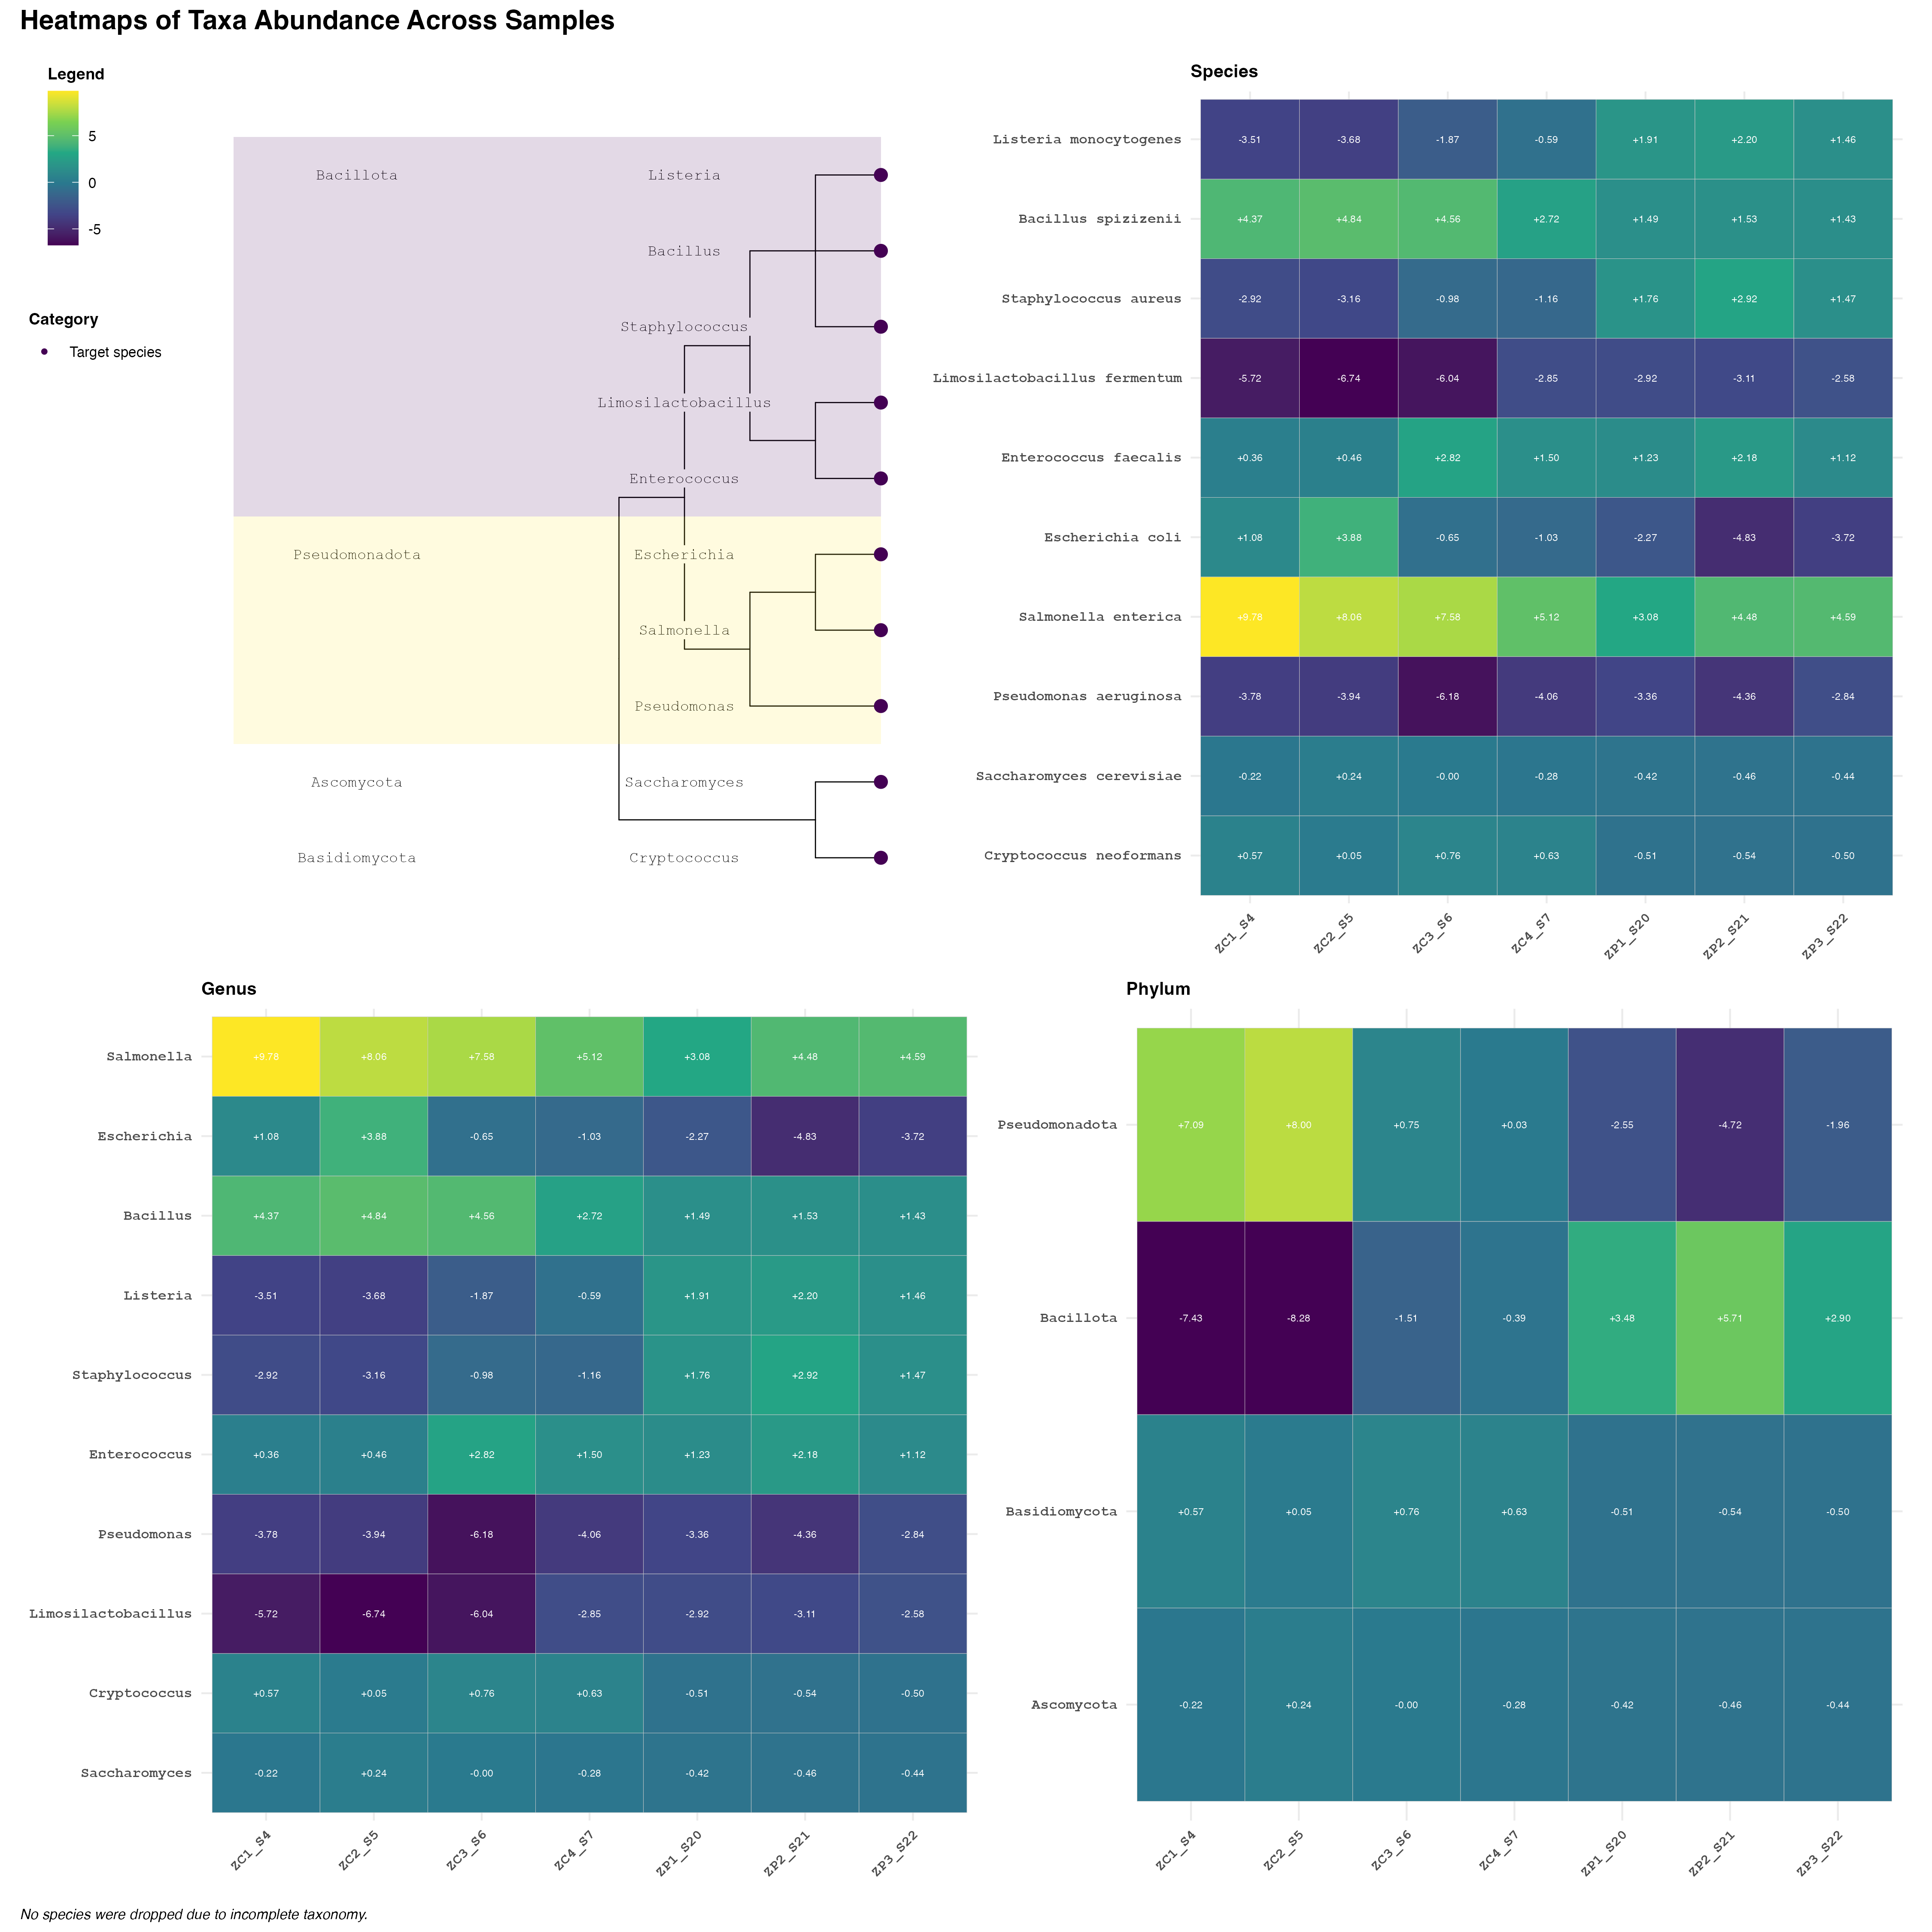 Heatmaps of Taxa Abundance Across Samples
Legend
5
0
-5
Category
Target species
Bacillota Listeria
Bacillus
Staphylococcus
Limosilactobacillus
Enterococcus
Pseudomonadota Escherichia
Salmonella
Pseudomonas
Ascomycota Saccharomyces
Basidiomycota Cryptococcus
Species
Listeria monocytogenes -3.51 -3.68 -1.87 -0.59 +1.91 +2.20 +1.46
Bacillus spizizenii +4.37 +4.84 +4.56 +2.72 +1.49 +1.53 +1.43
Staphylococcus aureus -2.92 -3.16 -0.98 -1.16 +1.76 +2.92 +1.47
Limosilactobacillus fermentum -5.72 -6.74 -6.04 -2.85 -2.92 -3.11 -2.58
Enterococcus faecalis +0.36 +0.46 +2.82 +1.50 +1.23 +2.18 +1.12
Escherichia coli +1.08 +3.88 -0.65 -1.03 -2.27 -4.83 -3.72
Salmonella enterica +9.78 +8.06 +7.58 +5.12 +3.08 +4.48 +4.59
Pseudomonas aeruginosa -3.78 -3.94 -6.18 -4.06 -3.36 -4.36 -2.84
Saccharomyces cerevisiae -0.22 +0.24 -0.00 -0.28 -0.42 -0.46 -0.44
Cryptococcus neoformans +0.57 +0.05 +0.76 +0.63 -0.51 -0.54 -0.50
ZC1_S4 ZC2_S5 ZC3_S6 ZC4_S7 ZP1_S20 ZP2_S21 ZP3_S22
Genus
Salmonella +9.78 +8.06 +7.58 +5.12 +3.08 +4.48 +4.59
Escherichia +1.08 +3.88 -0.65 -1.03 -2.27 -4.83 -3.72
Bacillus +4.37 +4.84 +4.56 +2.72 +1.49 +1.53 +1.43
Listeria -3.51 -3.68 -1.87 -0.59 +1.91 +2.20 +1.46
Staphylococcus -2.92 -3.16 -0.98 -1.16 +1.76 +2.92 +1.47
Enterococcus +0.36 +0.46 +2.82 +1.50 +1.23 +2.18 +1.12
Pseudomonas -3.78 -3.94 -6.18 -4.06 -3.36 -4.36 -2.84
Limosilactobacillus -5.72 -6.74 -6.04 -2.85 -2.92 -3.11 -2.58
Cryptococcus +0.57 +0.05 +0.76 +0.63 -0.51 -0.54 -0.50
Saccharomyces -0.22 +0.24 -0.00 -0.28 -0.42 -0.46 -0.44
ZC1_S4 ZC2_S5 ZC3_S6 ZC4_S7 ZP1_S20 ZP2_S21 ZP3_S22
Phylum
Pseudomonadota +7.09 +8.00 +0.75 +0.03 -2.55 -4.72 -1.96
Bacillota -7.43 -8.28 -1.51 -0.39 +3.48 +5.71 +2.90
Basidiomycota +0.57 +0.05 +0.76 +0.63 -0.51 -0.54 -0.50
Ascomycota -0.22 +0.24 -0.00 -0.28 -0.42 -0.46 -0.44
ZC1_S4 ZC2_S5 ZC3_S6 ZC4_S7 ZP1_S20 ZP2_S21 ZP3_S22
No species were dropped due to incomplete taxonomy.